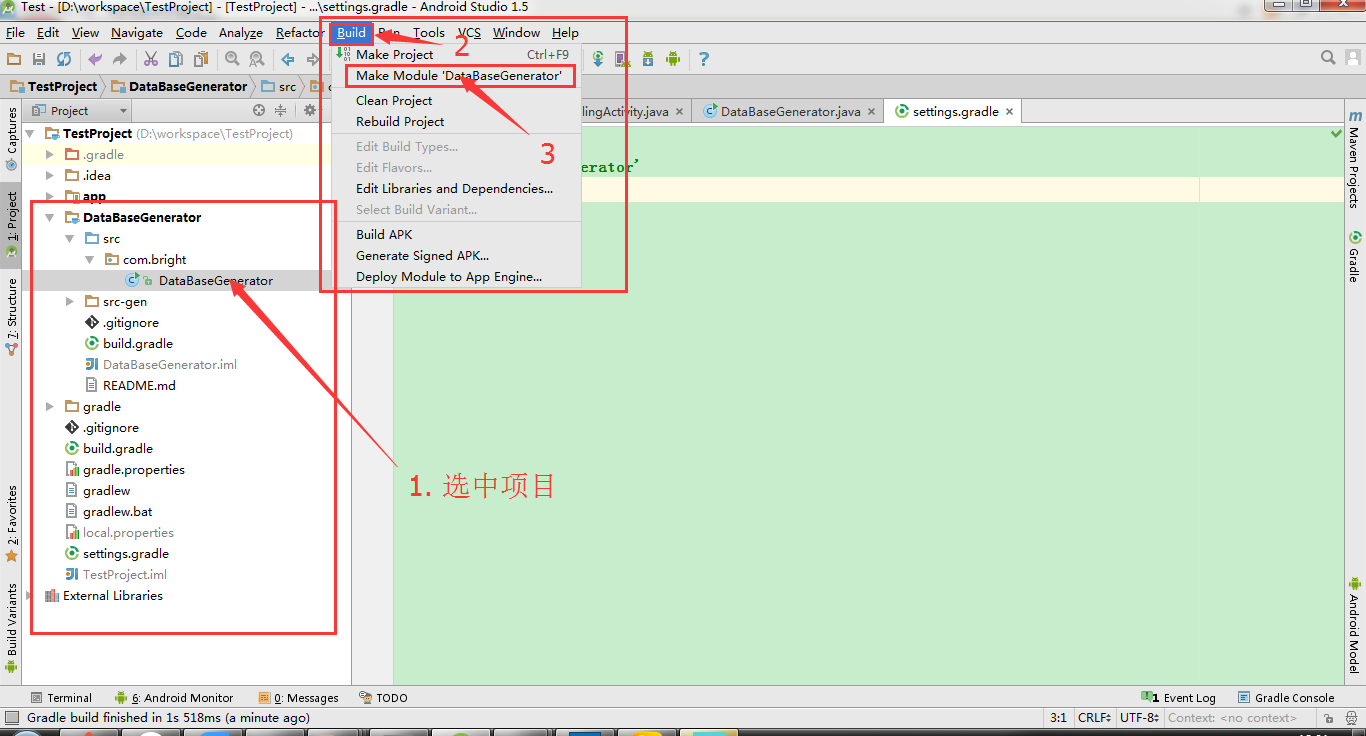 Test - [D:\workspace\TestProject] - [TestProject] - ...\settings.gradle - Android Studio 1.5
File Edit View Navigate Code Analyze Refactor Build Run Tools VCS Window Help
2
Make Project Ctrl+F9
Make Module 'DataBaseGenerator'
Clean Project
Rebuild Project
Edit Build Types...
Edit Flavors...
Edit Libraries and Dependencies...
Select Build Variant...
Build APK
Generate Signed APK...
Deploy Module to App Engine...
3
TestProject DataBaseGenerator src
Project
lingActivity.java DataBaseGenerator.java settings.gradle
erator'
TestProject (D:\workspace\TestProject)
.gradle
.idea
app
DataBaseGenerator
src
com.bright
DataBaseGenerator
src-gen
.gitignore
build.gradle
DataBaseGenerator.iml
README.md
gradle
.gitignore
build.gradle
gradle.properties
gradlew
gradlew.bat
local.properties
settings.gradle
TestProject.iml
External Libraries
1. 选中项目
Captures
1: Project
7: Structure
2: Favorites
Build Variants
Maven Projects
Gradle
Android Model
Terminal 6: Android Monitor 0: Messages TODO 1 Event Log Gradle Console
Gradle build finished in 1s 518ms (a minute ago) 3:1 CRLF UTF-8 Context: <no context>